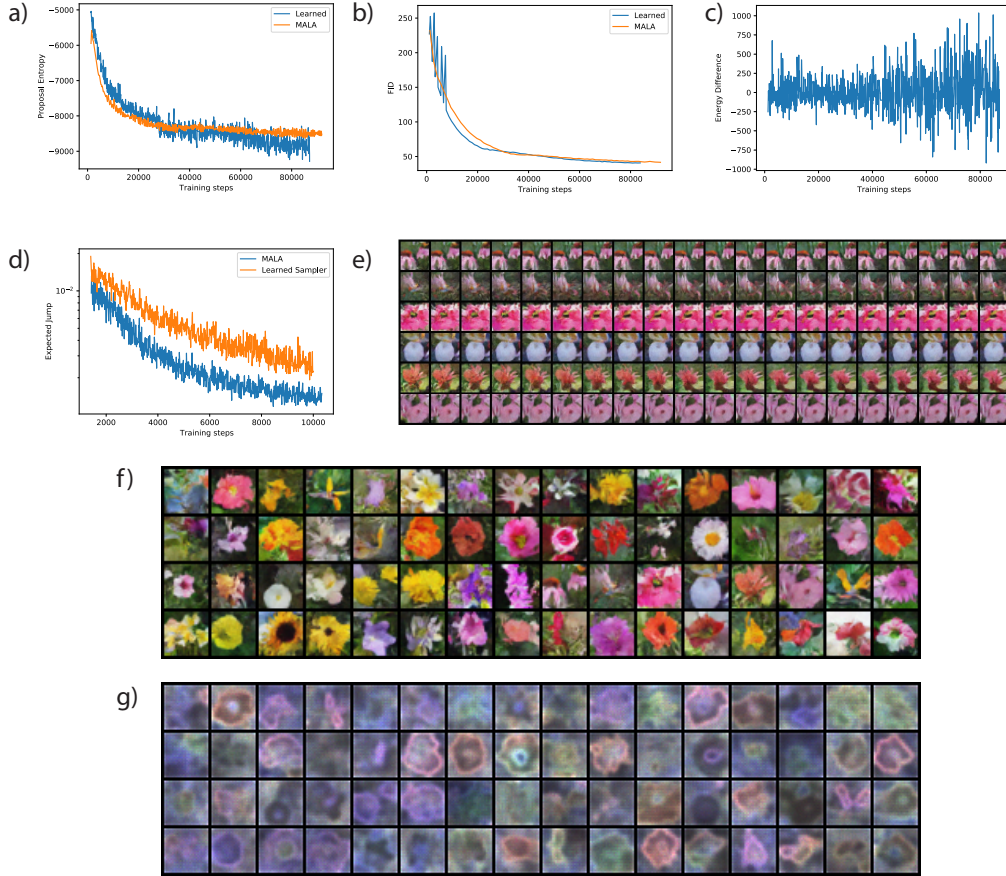 a)
Proposal Entropy
−5000
−6000
−7000
−8000
−9000
0 20000 40000 60000 80000
Training steps
Learned
MALA
b)
FID
250
200
150
100
50
0 20000 40000 60000 80000
Training steps
Learned
MALA
c)
Energy Difference
1000
750
500
250
0
−250
−500
−750
−1000
0 20000 40000 60000 80000
Training steps
d)
Expected Jump
10⁻²
2000 4000 6000 8000 10000
Training steps
MALA
Learned Sampler
e)
f)
g)